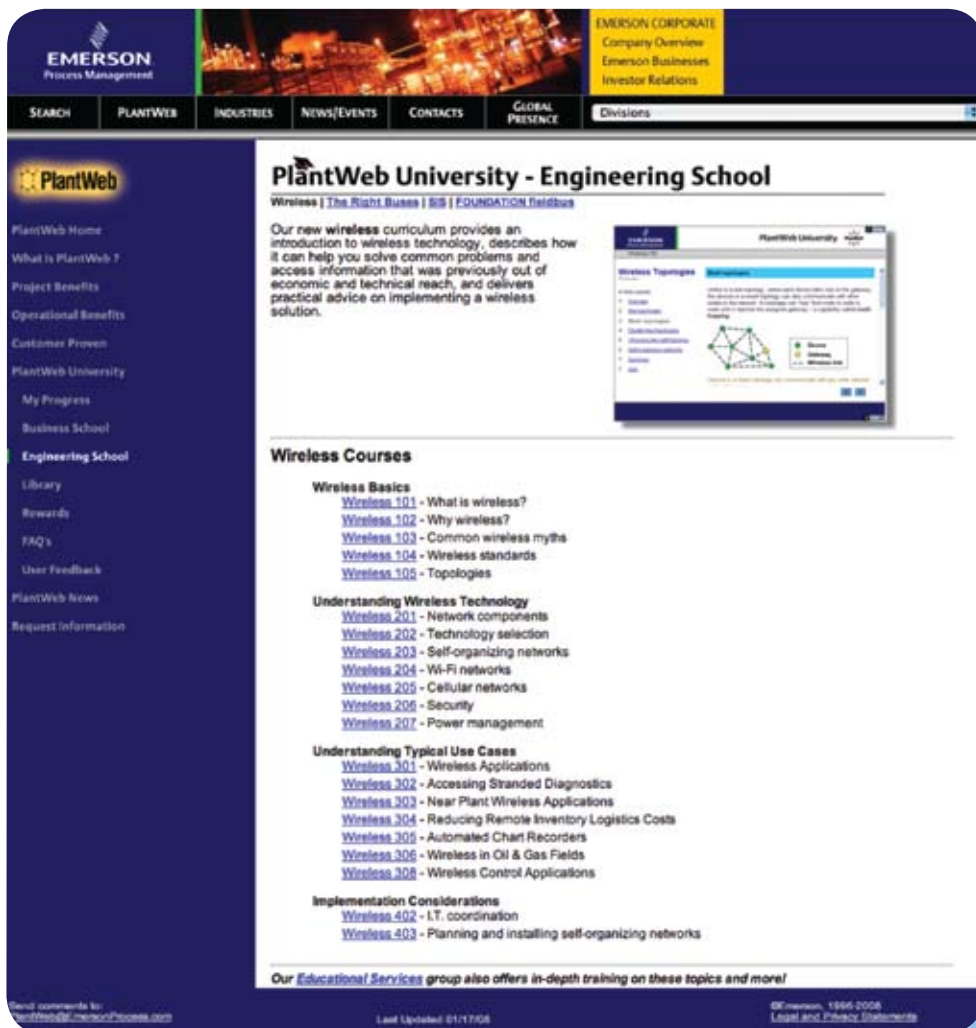 EMERSON
Process Management
EMERSON CORPORATE
Company Overview
Emerson Businesses
Investor Relations
SEARCH
PLANTWEB
INDUSTRIES
NEWS/EVENTS
CONTACTS
GLOBAL
PRESENCE
Divisions
PlantWeb
PlantWeb Home
What is PlantWeb ?
Project Benefits
Operational Benefits
Customer Proven
PlantWeb University
My Progress
Business School
Engineering School
Library
Rewards
FAQ's
User Feedback
PlantWeb News
Request Information
PlantWeb University - Engineering School
Wireless | The Right Buses | SIS | FOUNDATION fieldbus
Our new wireless curriculum provides an
introduction to wireless technology, describes how
it can help you solve common problems and
access information that was previously out of
economic and technical reach, and delivers
practical advice on implementing a wireless
solution.
EMERSON
PlantWeb University
Wireless Topologies
Mesh topologies
Device
Gateway
Wireless link
Wireless Courses
Wireless Basics
Wireless 101 - What is wireless?
Wireless 102 - Why wireless?
Wireless 103 - Common wireless myths
Wireless 104 - Wireless standards
Wireless 105 - Topologies
Understanding Wireless Technology
Wireless 201 - Network components
Wireless 202 - Technology selection
Wireless 203 - Self-organizing networks
Wireless 204 - Wi-Fi networks
Wireless 205 - Cellular networks
Wireless 206 - Security
Wireless 207 - Power management
Understanding Typical Use Cases
Wireless 301 - Wireless Applications
Wireless 302 - Accessing Stranded Diagnostics
Wireless 303 - Near Plant Wireless Applications
Wireless 304 - Reducing Remote Inventory Logistics Costs
Wireless 305 - Automated Chart Recorders
Wireless 306 - Wireless in Oil & Gas Fields
Wireless 308 - Wireless Control Applications
Implementation Considerations
Wireless 402 - I.T. coordination
Wireless 403 - Planning and installing self-organizing networks
Our Educational Services group also offers in-depth training on these topics and more!
Send comments to:
PlantWeb@EmersonProcess.com
Last Updated 01/17/08
©Emerson, 1996-2008
Legal and Privacy Statements